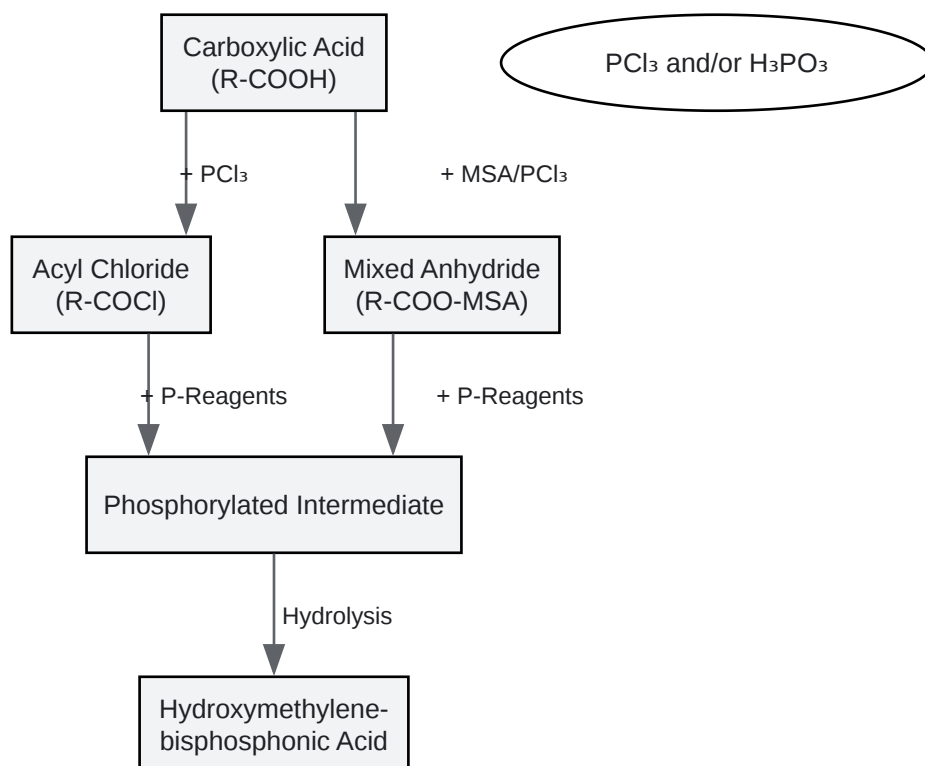 Carboxylic Acid
(R-COOH)
PCl₃ and/or H₃PO₃
+ PCl₃
+ MSA/PCl₃
Acyl Chloride
(R-COCl)
Mixed Anhydride
(R-COO-MSA)
+ P-Reagents
+ P-Reagents
Phosphorylated Intermediate
Hydrolysis
Hydroxymethylene-
bisphosphonic Acid